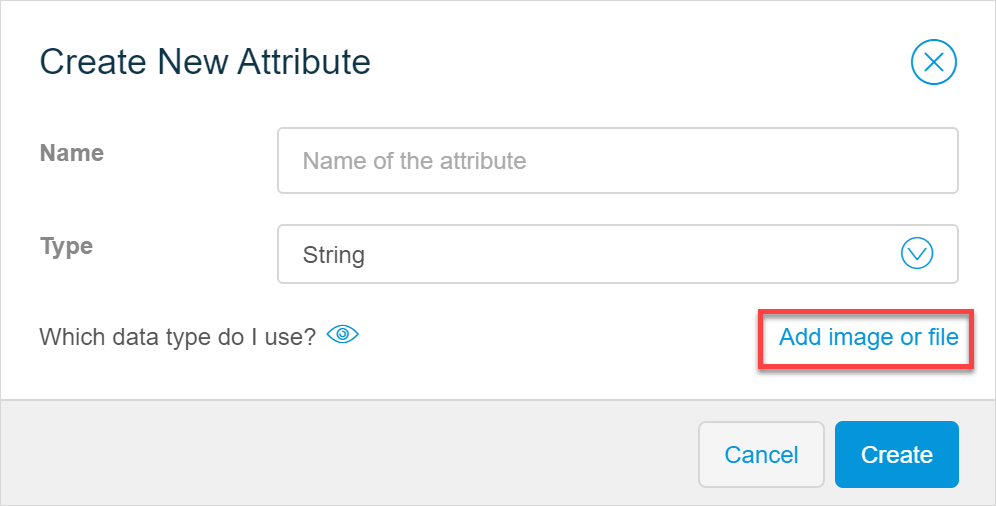 Create New Attribute
Name
Name of the attribute
Type
String
Which data type do I use?
Add image or file
Cancel
Create